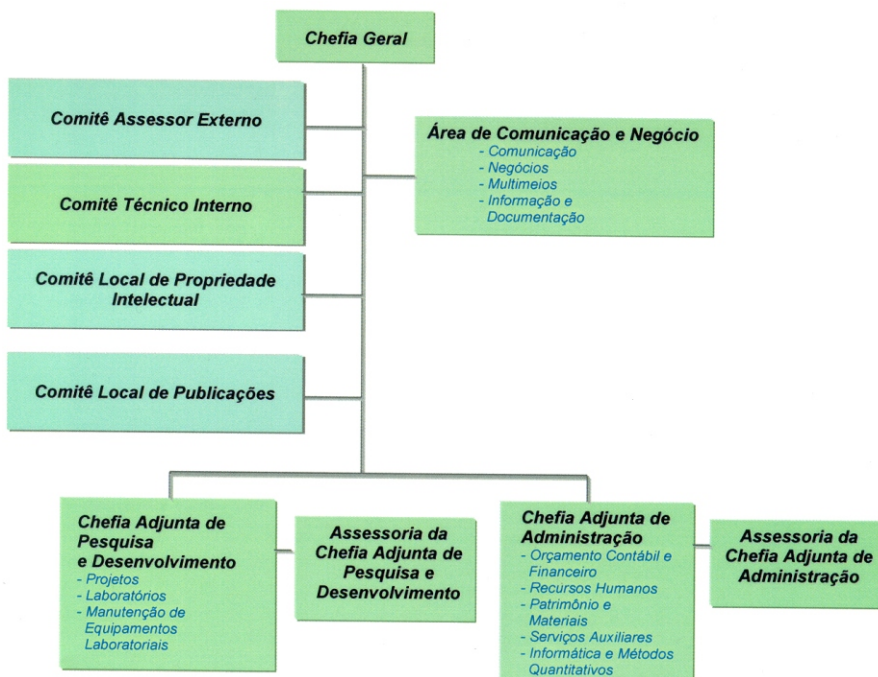 Chefia Geral
Comitê Assessor Externo
Área de Comunicação e Negócio
- Comunicação
- Negócios
- Multimeios
- Informação e
Documentação
Comitê Técnico Interno
Comitê Local de Propriedade
Intelectual
Comitê Local de Publicações
Chefia Adjunta de
Pesquisa
e Desenvolvimento
- Projetos
- Laboratórios
- Manutenção de
Equipamentos
Laboratoriais
Assessoria da
Chefia Adjunta de
Pesquisa e
Desenvolvimento
Chefia Adjunta de
Administração
- Orçamento Contábil e
Financeiro
- Recursos Humanos
- Patrimônio e
Materiais
- Serviços Auxiliares
- Informática e Métodos
Quantitativos
Assessoria da
Chefia Adjunta de
Administração